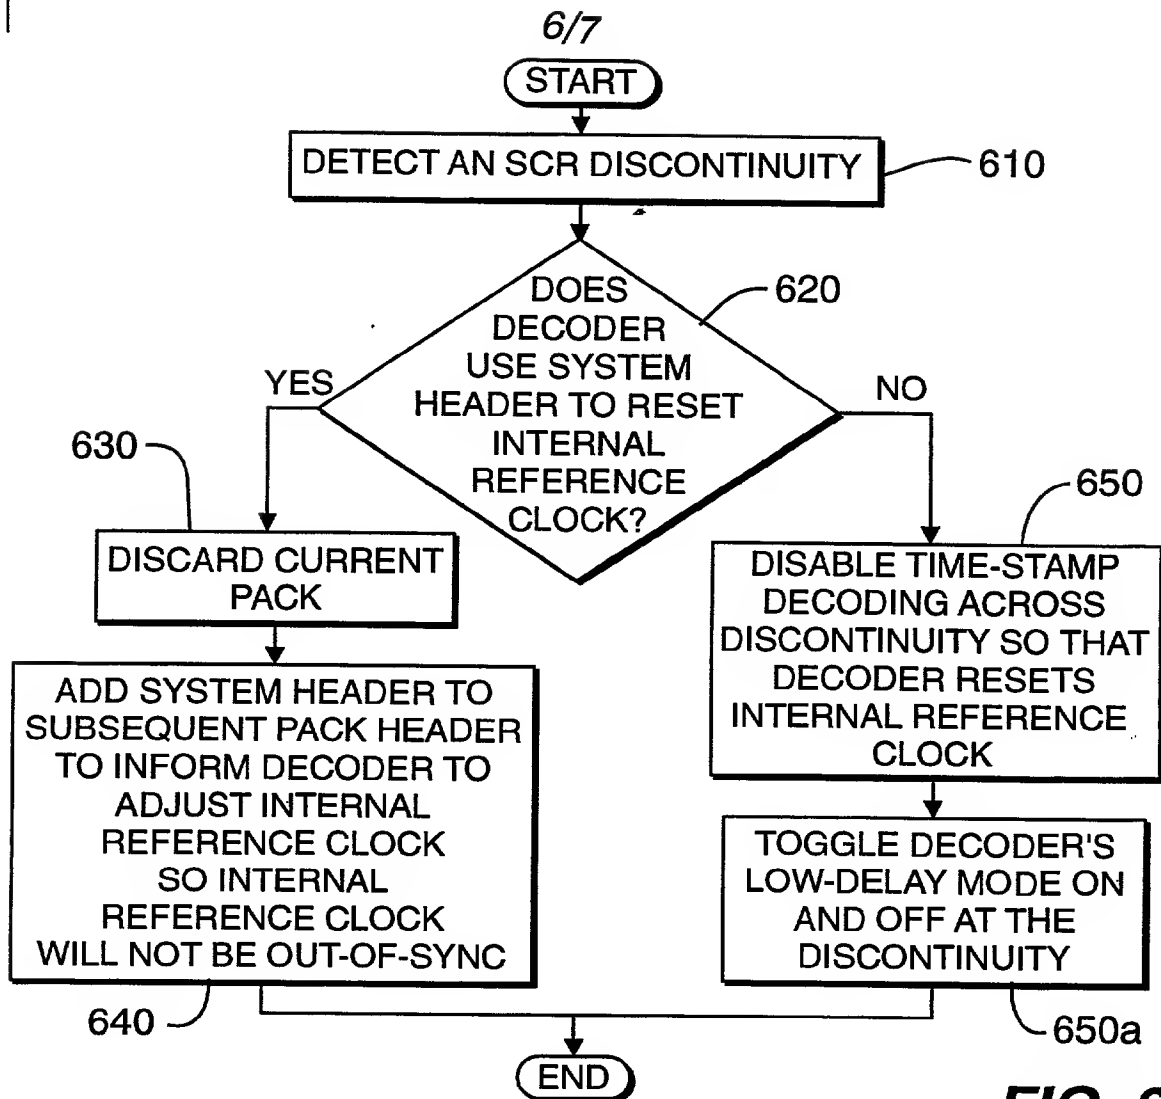 6/7
START
DETECT AN SCR DISCONTINUITY
610
DOES
DECODER
USE SYSTEM
HEADER TO RESET
INTERNAL
REFERENCE
CLOCK?
620
YES
NO
630
DISCARD CURRENT
PACK
650
DISABLE TIME-STAMP
DECODING ACROSS
DISCONTINUITY SO THAT
DECODER RESETS
INTERNAL REFERENCE
CLOCK
ADD SYSTEM HEADER TO
SUBSEQUENT PACK HEADER
TO INFORM DECODER TO
ADJUST INTERNAL
REFERENCE CLOCK
SO INTERNAL
REFERENCE CLOCK
WILL NOT BE OUT-OF-SYNC
TOGGLE DECODER'S
LOW-DELAY MODE ON
AND OFF AT THE
DISCONTINUITY
640
650a
END
FIG.